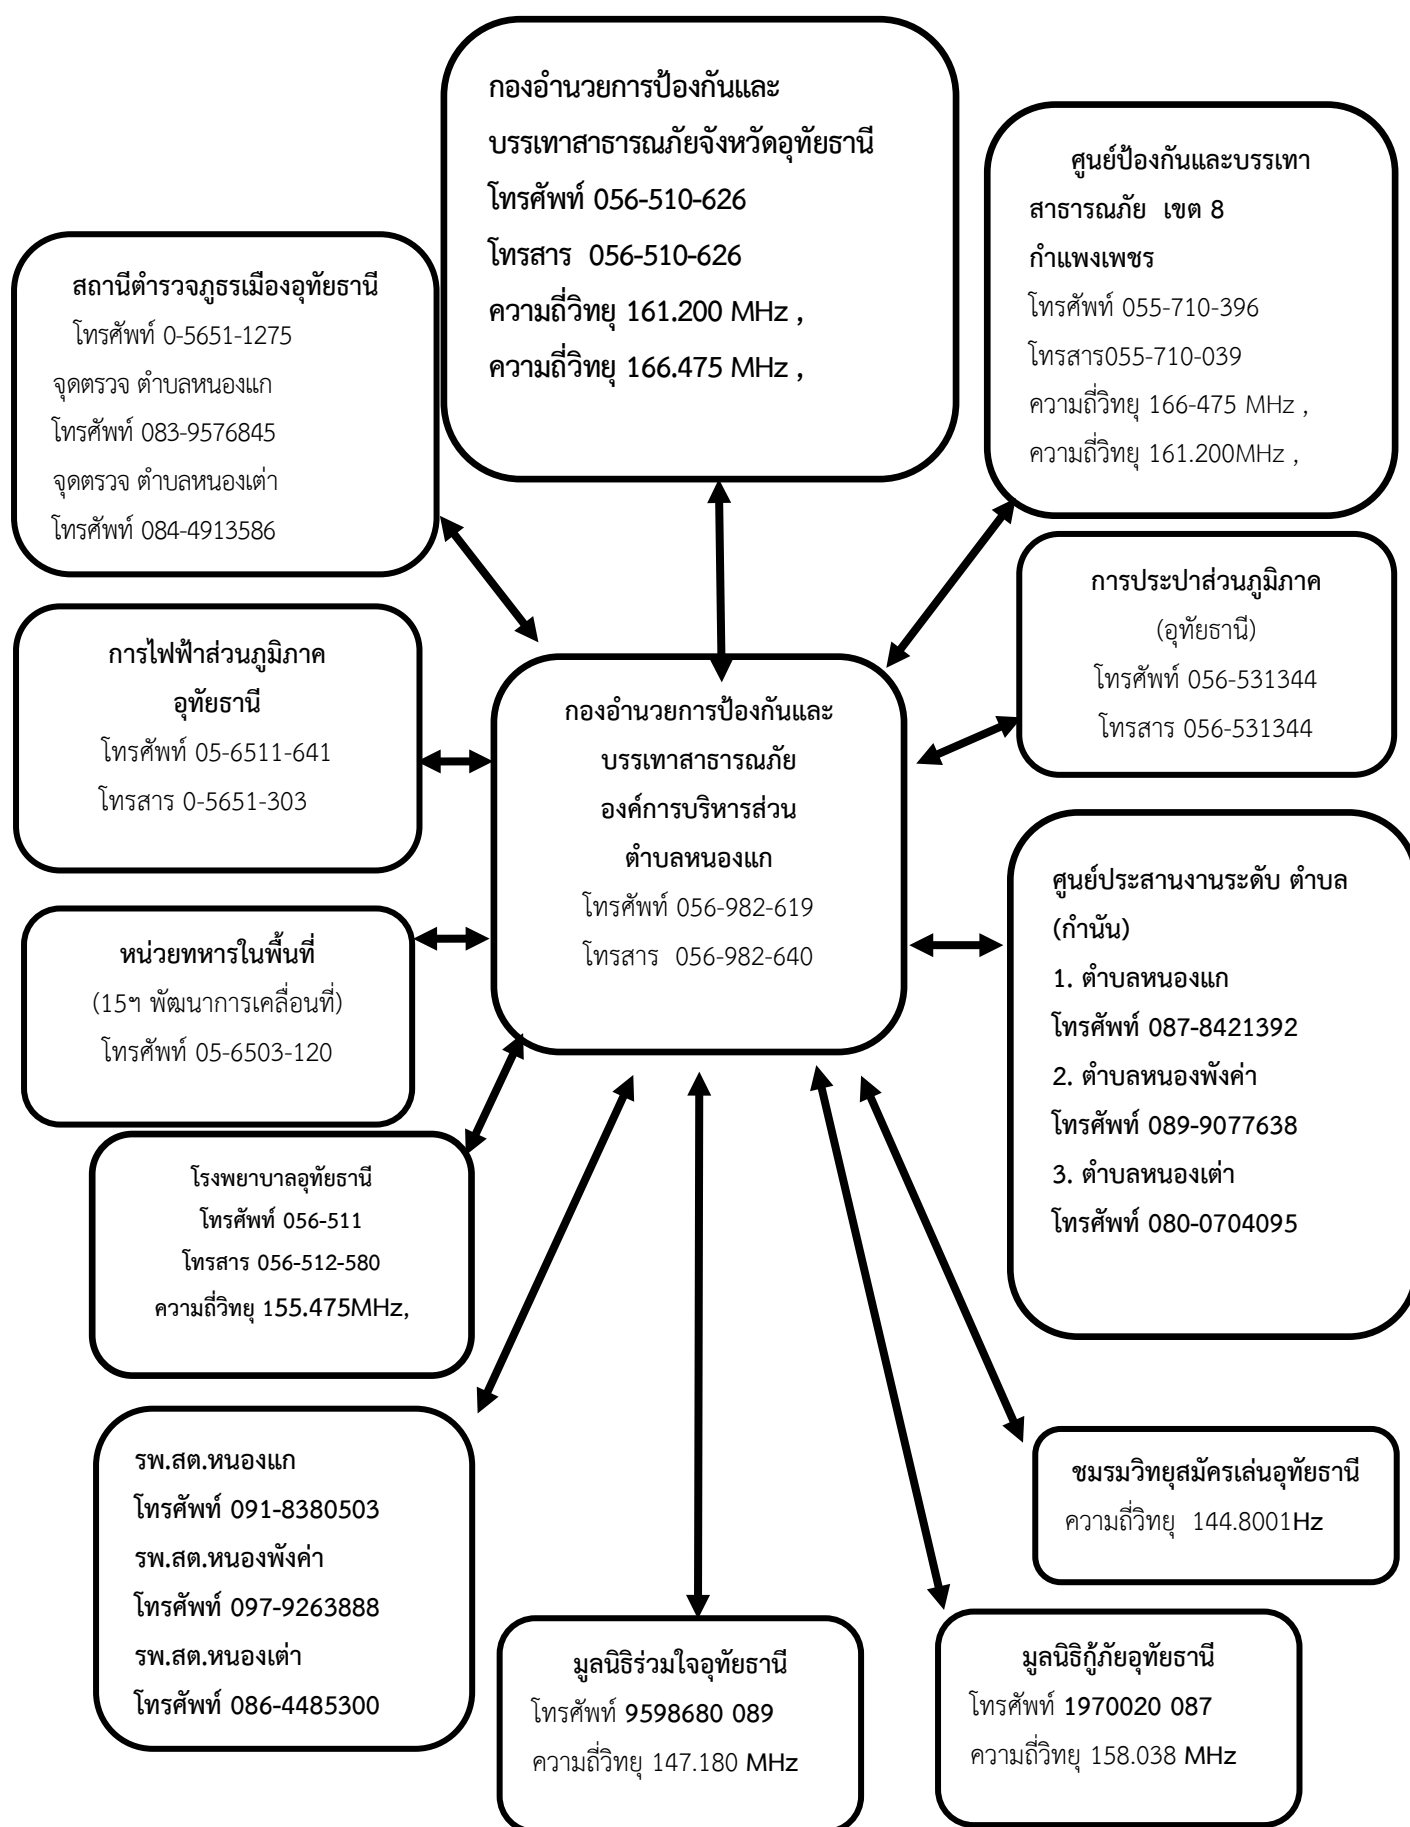 กองอำนวยการป้องกันและ
บรรเทาสาธารณภัยจังหวัดอุทัยธานี
โทรศัพท์ 056-510-626
โทรสาร 056-510-626
ความถี่วิทยุ 161.200 MHz ,
ความถี่วิทยุ 166.475 MHz ,
ศูนย์ป้องกันและบรรเทา
สาธารณภัย เขต 8
กำแพงเพชร
โทรศัพท์ 055-710-396
โทรสาร055-710-039
ความถี่วิทยุ 166-475 MHz ,
ความถี่วิทยุ 161.200MHz ,
สถานีตำรวจภูธรเมืองอุทัยธานี
โทรศัพท์ 0-5651-1275
จุดตรวจ ตำบลหนองแก
โทรศัพท์ 083-9576845
จุดตรวจ ตำบลหนองเต่า
โทรศัพท์ 084-4913586
การประปาส่วนภูมิภาค
(อุทัยธานี)
โทรศัพท์ 056-531344
โทรสาร 056-531344
การไฟฟ้าส่วนภูมิภาค
อุทัยธานี
โทรศัพท์ 05-6511-641
โทรสาร 0-5651-303
กองอำนวยการป้องกันและ
บรรเทาสาธารณภัย
องค์การบริหารส่วน
ตำบลหนองแก
โทรศัพท์ 056-982-619
โทรสาร 056-982-640
ศูนย์ประสานงานระดับ ตำบล
(กำนัน)
1. ตำบลหนองแก
โทรศัพท์ 087-8421392
2. ตำบลหนองพังค่า
โทรศัพท์ 089-9077638
3. ตำบลหนองเต่า
โทรศัพท์ 080-0704095
หน่วยทหารในพื้นที่
(15ฯ พัฒนาการเคลื่อนที่)
โทรศัพท์ 05-6503-120
โรงพยาบาลอุทัยธานี
โทรศัพท์ 056-511
โทรสาร 056-512-580
ความถี่วิทยุ 155.475MHz,
รพ.สต.หนองแก
โทรศัพท์ 091-8380503
รพ.สต.หนองพังค่า
โทรศัพท์ 097-9263888
รพ.สต.หนองเต่า
โทรศัพท์ 086-4485300
ชมรมวิทยุสมัครเล่นอุทัยธานี
ความถี่วิทยุ 144.8001Hz
มูลนิธิร่วมใจอุทัยธานี
โทรศัพท์ 9598680 089
ความถี่วิทยุ 147.180 MHz
มูลนิธิกู้ภัยอุทัยธานี
โทรศัพท์ 1970020 087
ความถี่วิทยุ 158.038 MHz